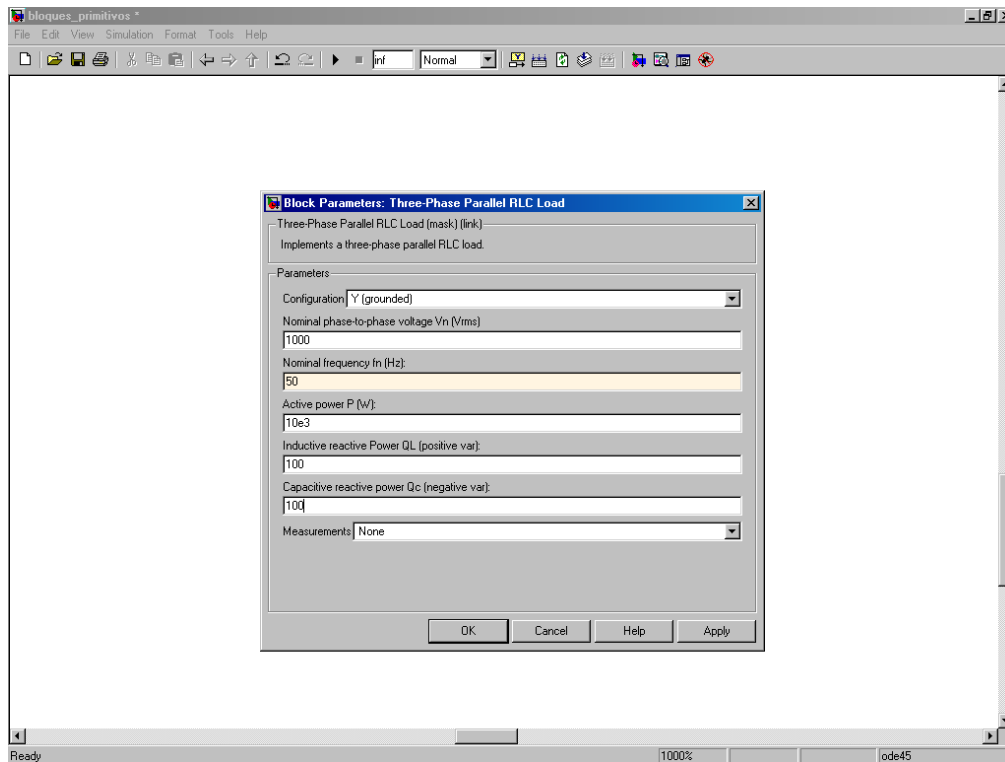 bloques_primitivos *
File Edit View Simulation Format Tools Help
inf Normal
Block Parameters: Three-Phase Parallel RLC Load
Three-Phase Parallel RLC Load (mask) (link)
Implements a three-phase parallel RLC load.
Parameters
Configuration Y (grounded)
Nominal phase-to-phase voltage Vn (Vrms)
1000
Nominal frequency fn (Hz):
50
Active power P (W):
10e3
Inductive reactive Power QL (positive var):
100
Capacitive reactive power Qc (negative var):
100
Measurements None
OK Cancel Help Apply
Ready 1000% ode45